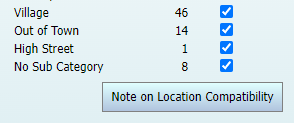 Village 46
Out of Town 14
High Street 1
No Sub Category 8
Note on Location Compatibility